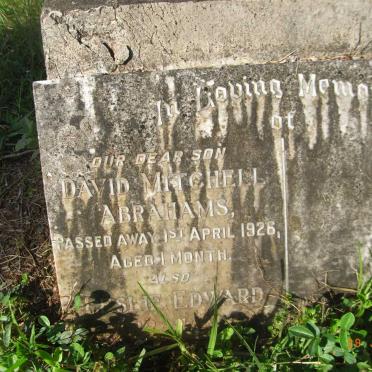 In Loving Memo
of
OUR DEAR SON
DAVID MITCHELL
ABRAHAMS,
PASSED AWAY 1ST APRIL 1926,
AGED 1 MONTH.
ALSO
EDWARD